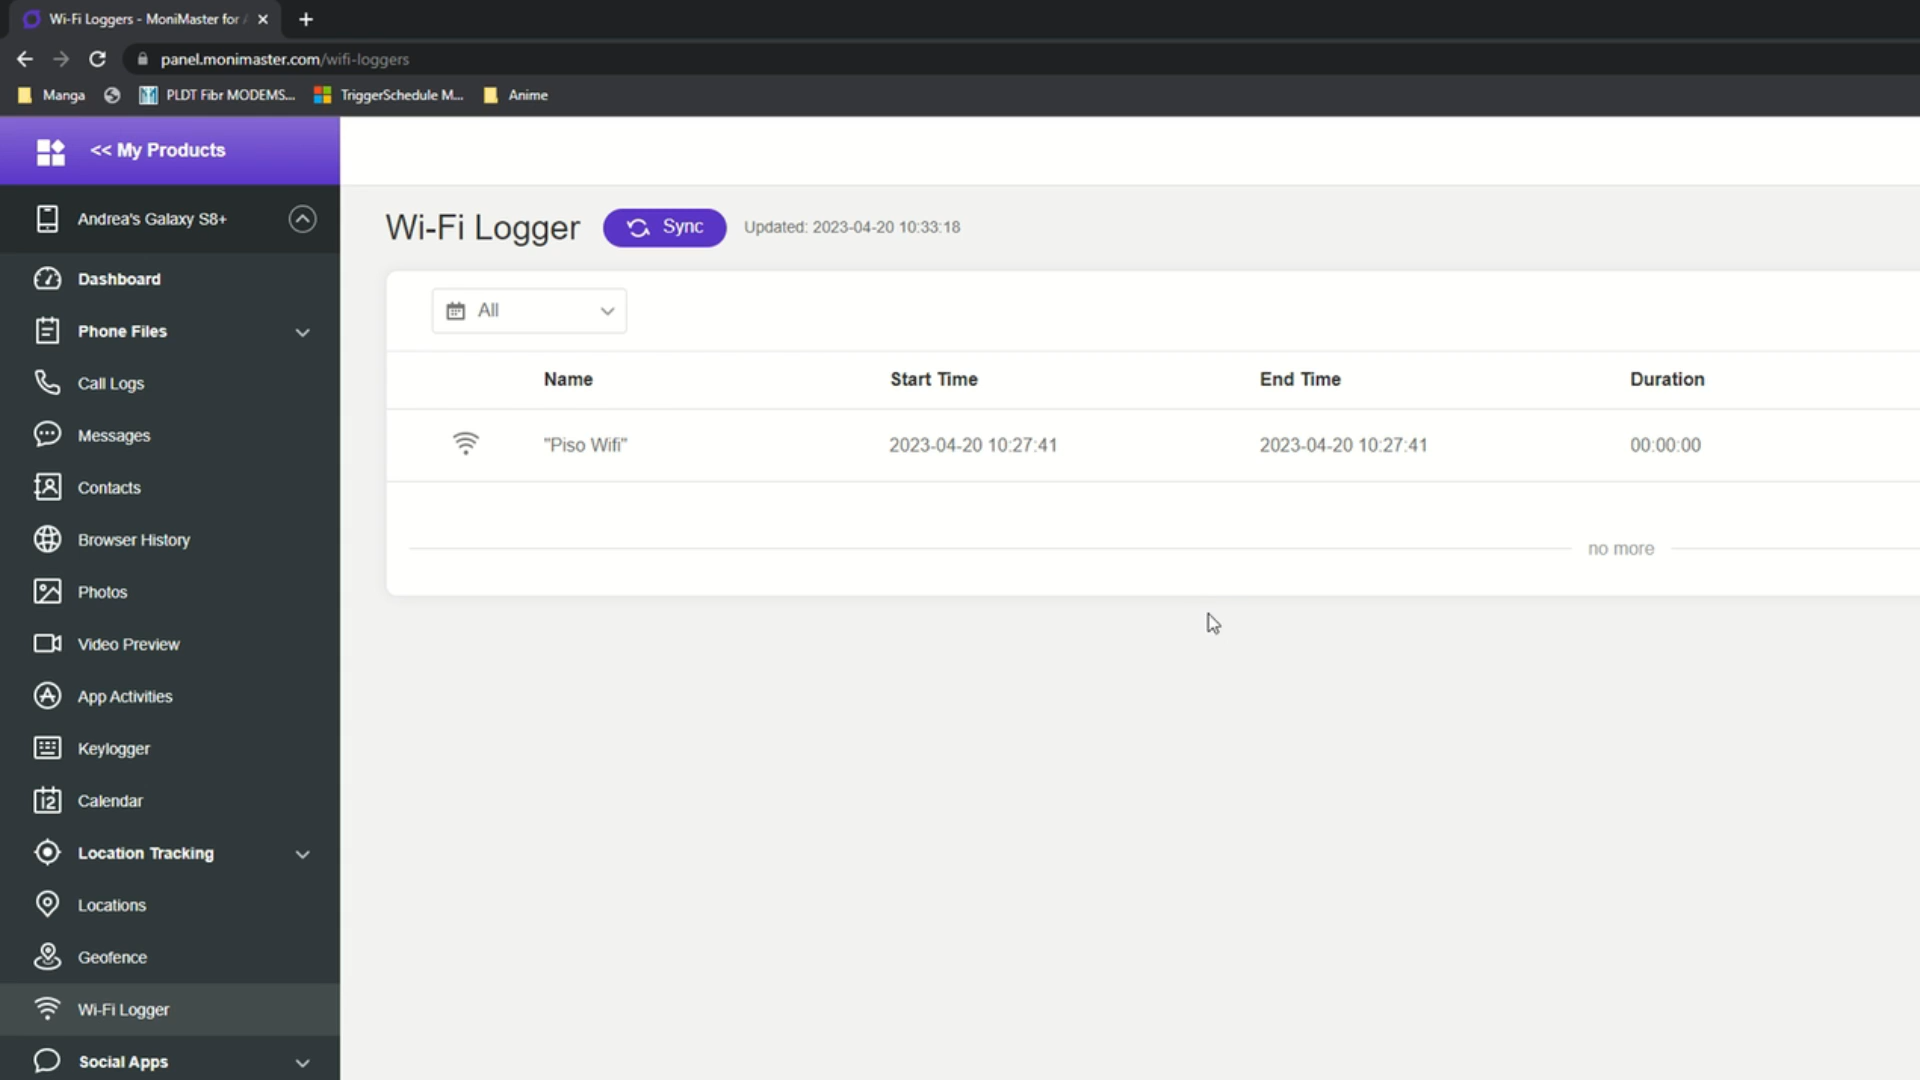 Wi-Fi Loggers - MoniMaster for
panel.monimaster.com/wifi-loggers
Manga PLDT Fibr MODEMS... TriggerSchedule M... Anime
<< My Products
Andrea's Galaxy S8+
Dashboard
Phone Files
Call Logs
Messages
Contacts
Browser History
Photos
Video Preview
App Activities
Keylogger
12 Calendar
Location Tracking
Locations
Geofence
Wi-Fi Logger
Social Apps
Wi-Fi Logger Sync Updated: 2023-04-20 10:33:18
All
Name Start Time End Time Duration
"Piso Wifi" 2023-04-20 10:27:41 2023-04-20 10:27:41 00:00:00
no more